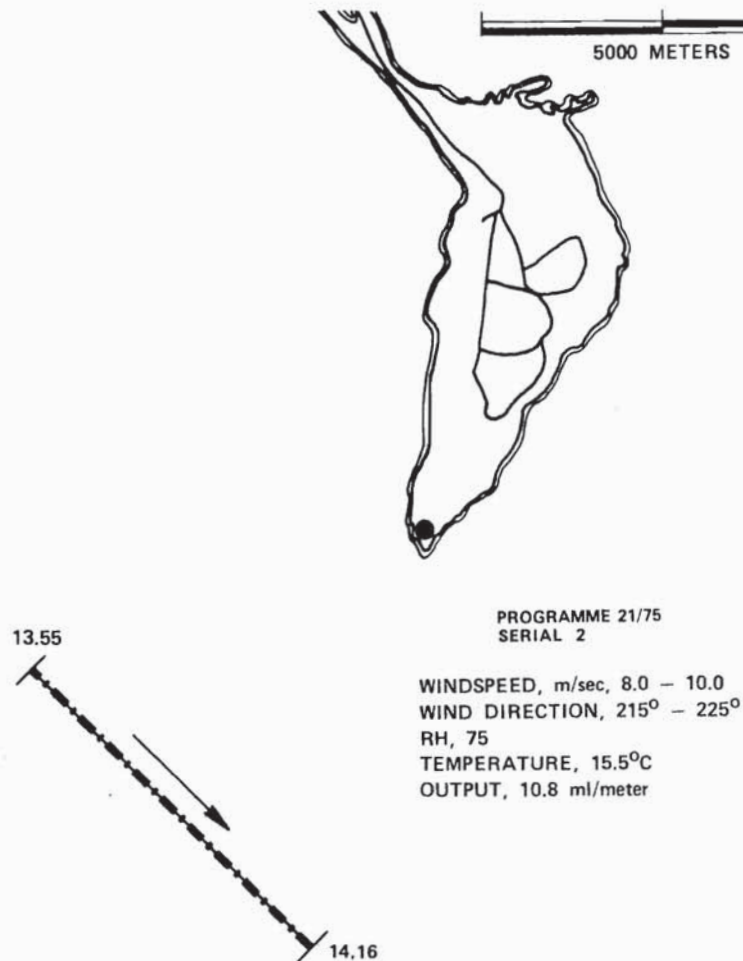 5000 METERS
PROGRAMME 21/75
SERIAL 2
13.55
WINDSPEED, m/sec, 8.0 – 10.0
WIND DIRECTION, 215° – 225°
RH, 75
TEMPERATURE, 15.5°C
OUTPUT, 10.8 ml/meter
14.16